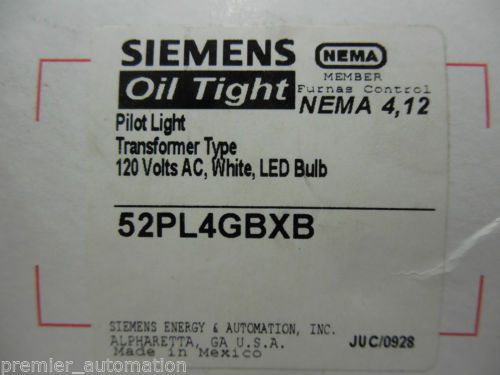 SIEMENS
NEMA
MEMBER
Oil Tight
Furnas Control
NEMA 4,12
Pilot Light
Transformer Type
120 Volts AC, White, LED Bulb
52PL4GBXB
SIEMENS ENERGY & AUTOMATION, INC.
ALPHARETTA, GA U.S.A.
JUC/0928
Made in Mexico
premier_automation